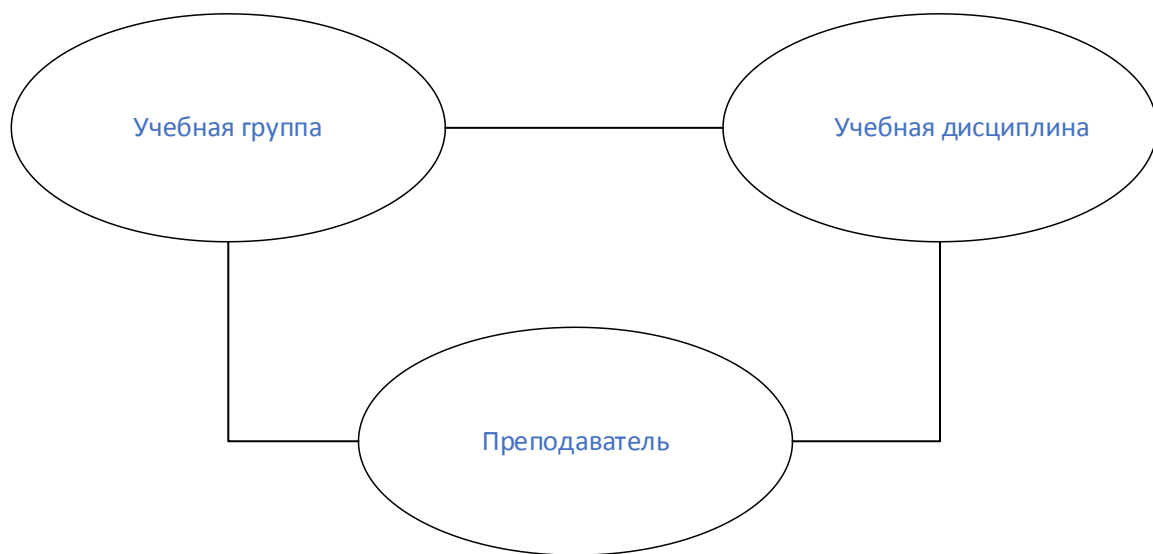 Учебная группа
Учебная дисциплина
Преподаватель